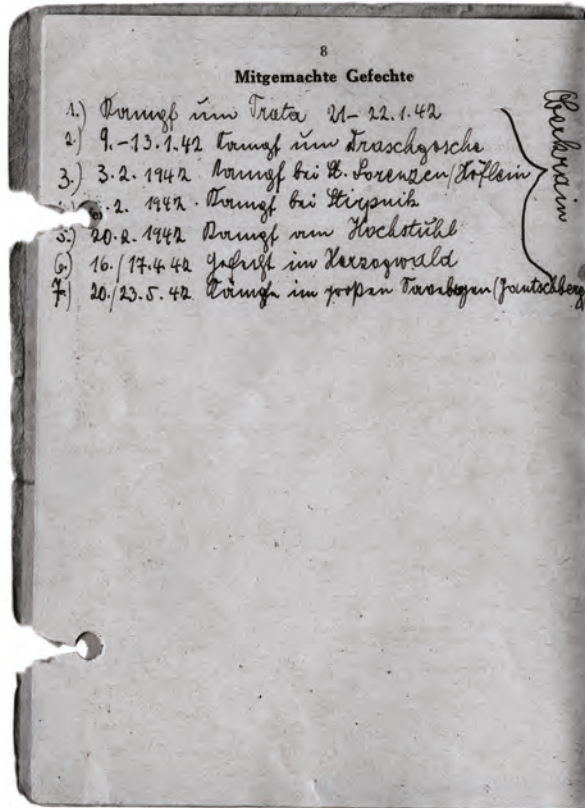 8
Mitgemachte Gefechte
1.) Kampf um Trata 21-22.1.42
2.) 9.-13.1.42 Kampf um Draschgosche
3.) 3.2.1942 Kampf bei St. Lorenzen/Höflein
.2. 1942. Kampf bei Stirpnik
5.) 20.2.1942 Kampf am Hochstuhl
6.) 16./17.4.42 Gefecht im Herzogwald
7.) 20./23.5.42 Kämpfe im großen Savebogen (Jantschberg
Oberkrain